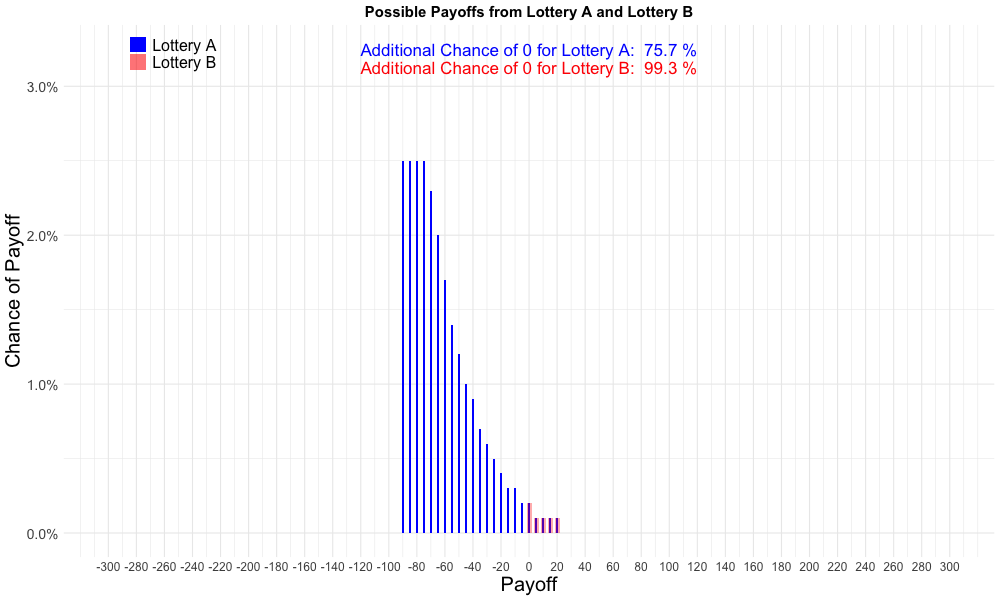 Possible Payoffs from Lottery A and Lottery B
Lottery A
Lottery B
Additional Chance of 0 for Lottery A: 75.7 %
Additional Chance of 0 for Lottery B: 99.3 %
Chance of Payoff
3.0%
2.0%
1.0%
0.0%
-300 -280 -260 -240 -220 -200 -180 -160 -140 -120 -100 -80 -60 -40 -20 0 20 40 60 80 100 120 140 160 180 200 220 240 260 280 300
Payoff